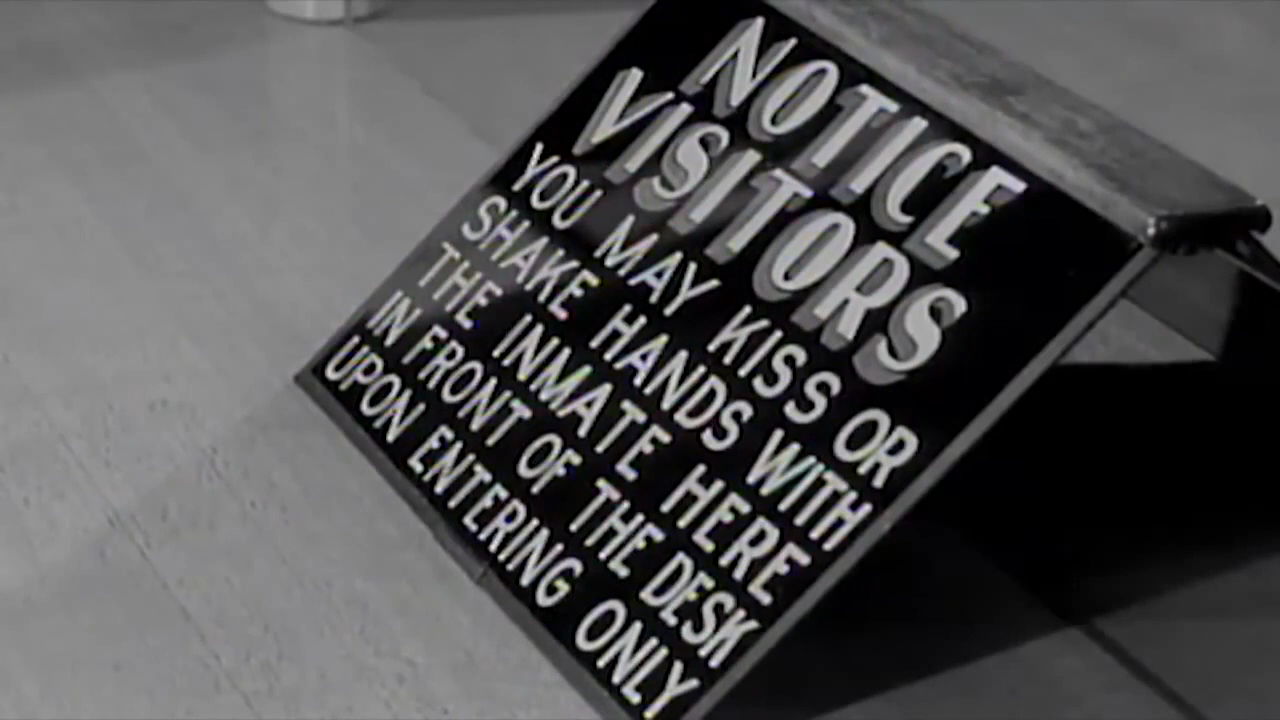 NOTICE
VISITORS
YOU MAY KISS OR
SHAKE HANDS WITH
THE INMATE HERE
IN FRONT OF THE DESK
UPON ENTERING ONLY